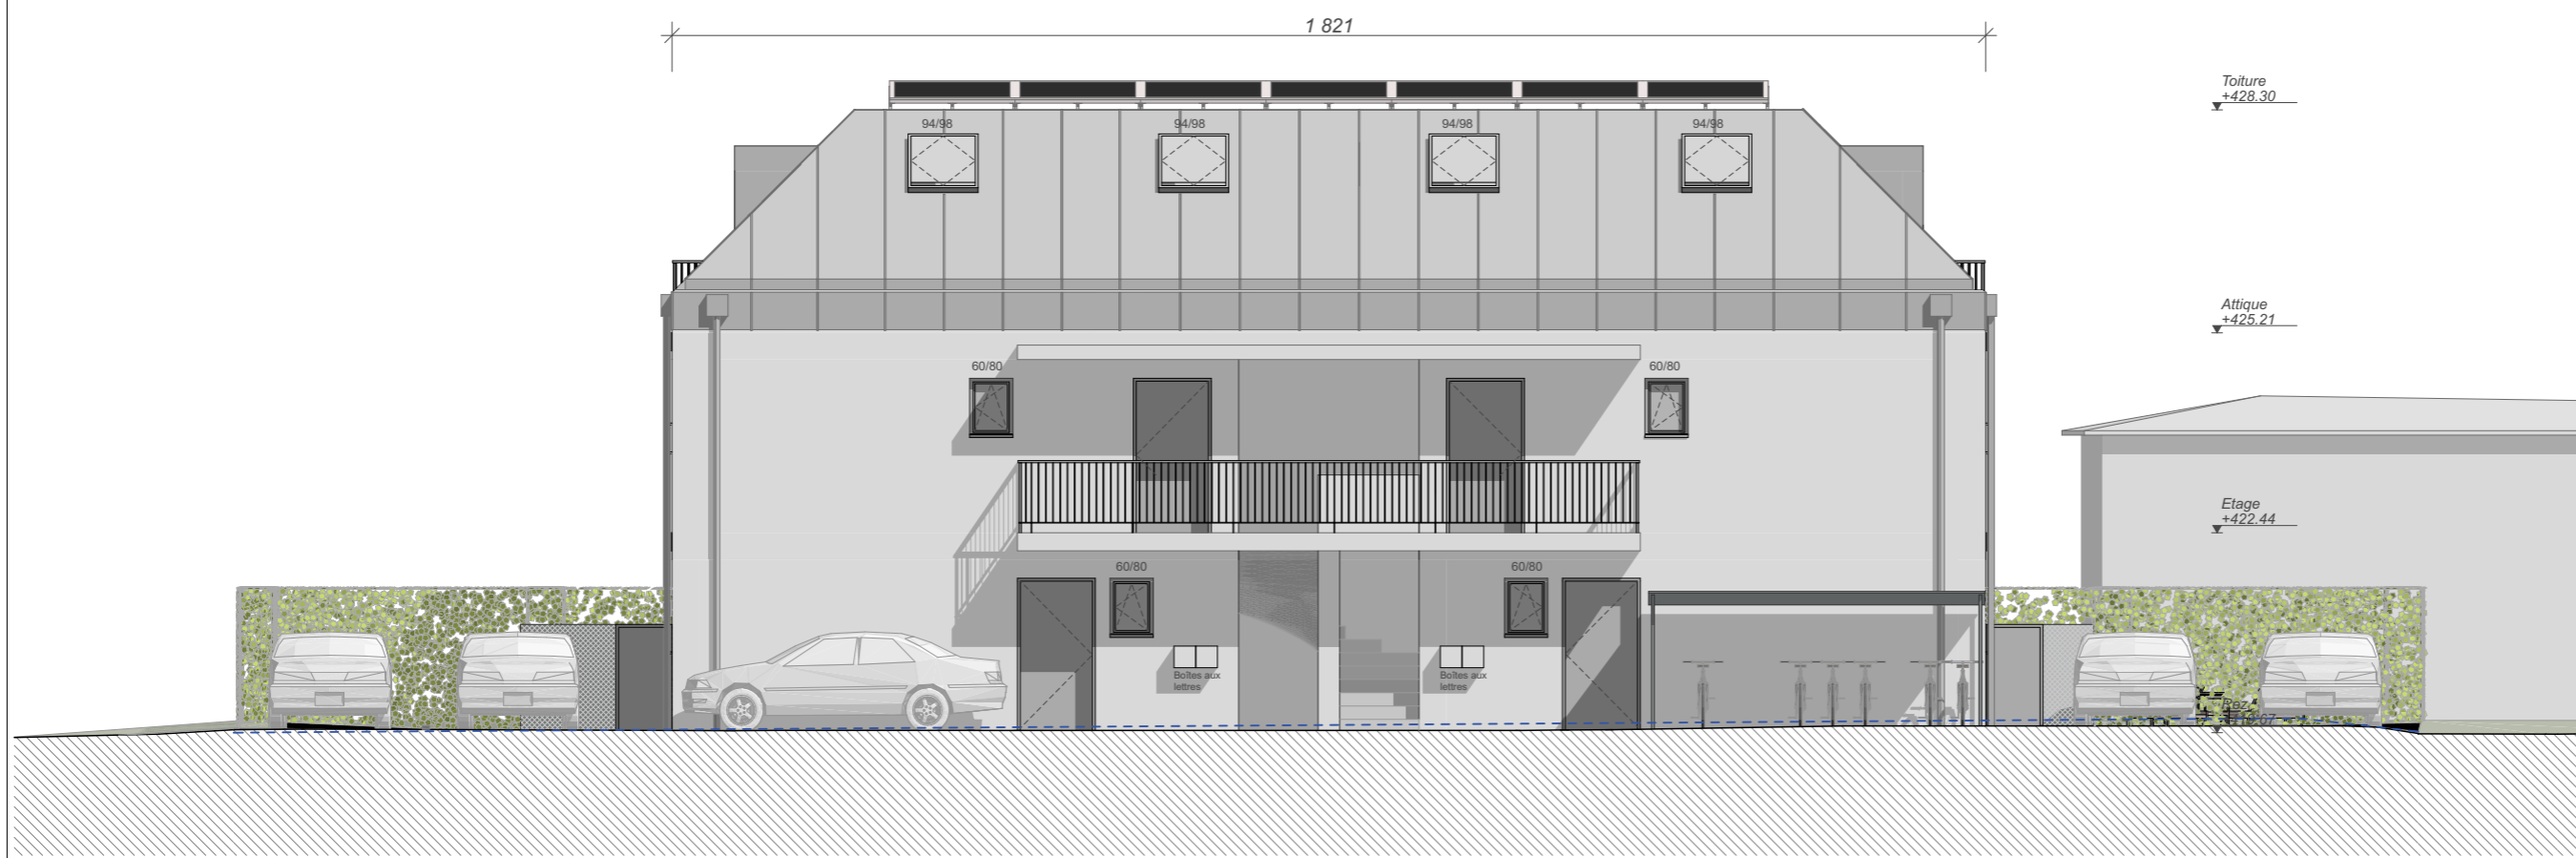 1 821
Toiture
+428.30
94/98
94/98
94/98
94/98
Attique
+425.21
60/80
60/80
Etage
+422.44
60/80
60/80
Boîtes aux
lettres
Boîtes aux
lettres
Rez